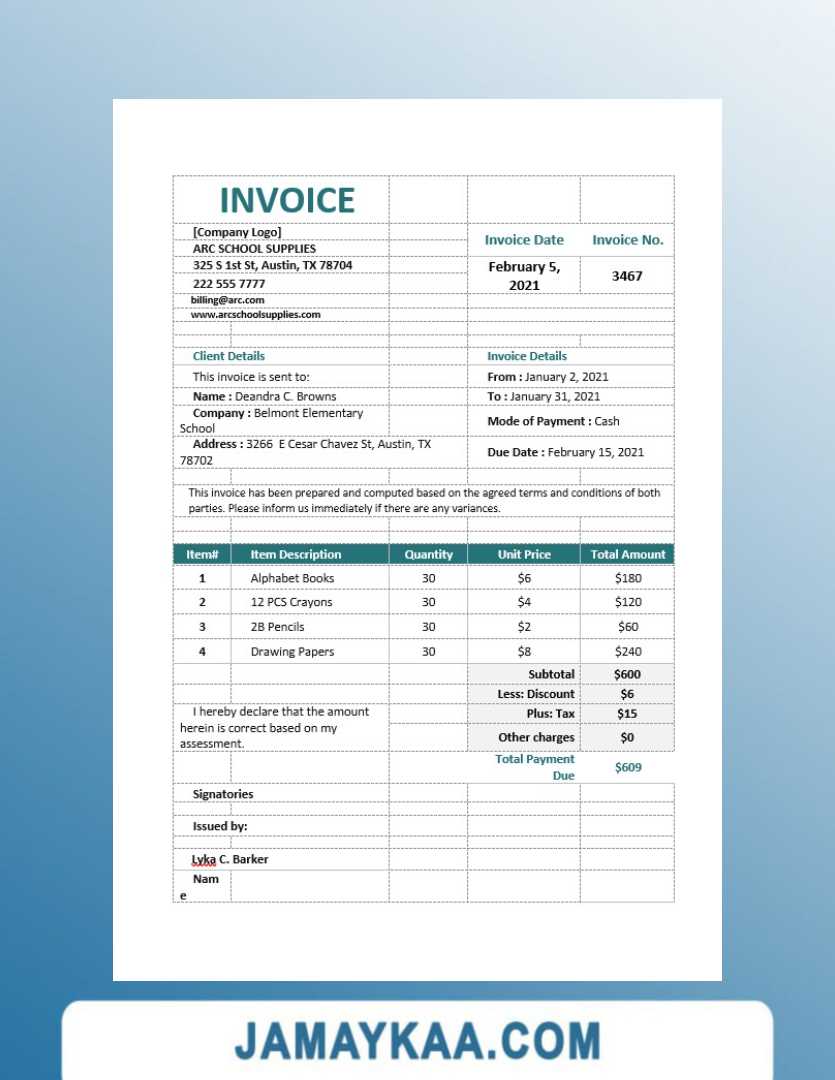 INVOICE
[Company Logo]
ARC SCHOOL SUPPLIES
Invoice Date Invoice No.
325 S 1st St, Austin, TX 78704
222 555 7777
February 5,
2021
3467
billing@arc.com
www.arcschoolsupplies.com
Client Details Invoice Details
This invoice is sent to: From : January 2, 2021
Name : Deandra C. Browns To : January 31, 2021
Company : Belmont Elementary
School
Mode of Payment : Cash
Address : 3266 E Cesar Chavez St, Austin, TX
78702
Due Date : February 15, 2021
This invoice has been prepared and computed based on the agreed terms and conditions of both
parties. Please inform us immediately if there are any variances.
Item# Item Description Quantity Unit Price Total Amount
1 Alphabet Books 30 $6 $180
2 12 PCS Crayons 30 $4 $120
3 2B Pencils 30 $2 $60
4 Drawing Papers 30 $8 $240
Subtotal $600
Less: Discount $6
Plus: Tax $15
Other charges $0
I hereby declare that the amount
herein is correct based on my
assessment.
Total Payment
Due
$609
Signatories
Issued by:
Lyka C. Barker
Nam
e
JAMAYKAA.COM